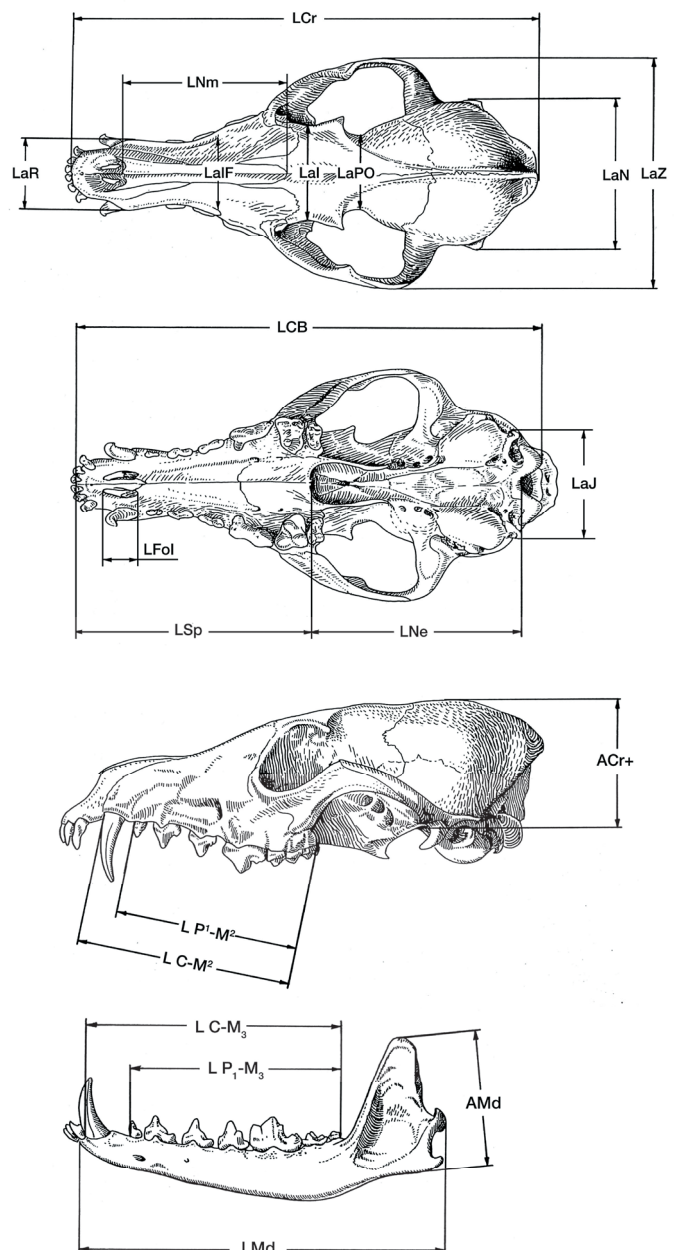 LCr
LNm
LaR
LaIF
LaI
LaPO
LaN
LaZ
LCB
LaJ
LFoI
LSp
LNe
ACr+
L P¹-M²
L C-M²
L C-M₃
L P₁-M₃
AMd
LMd